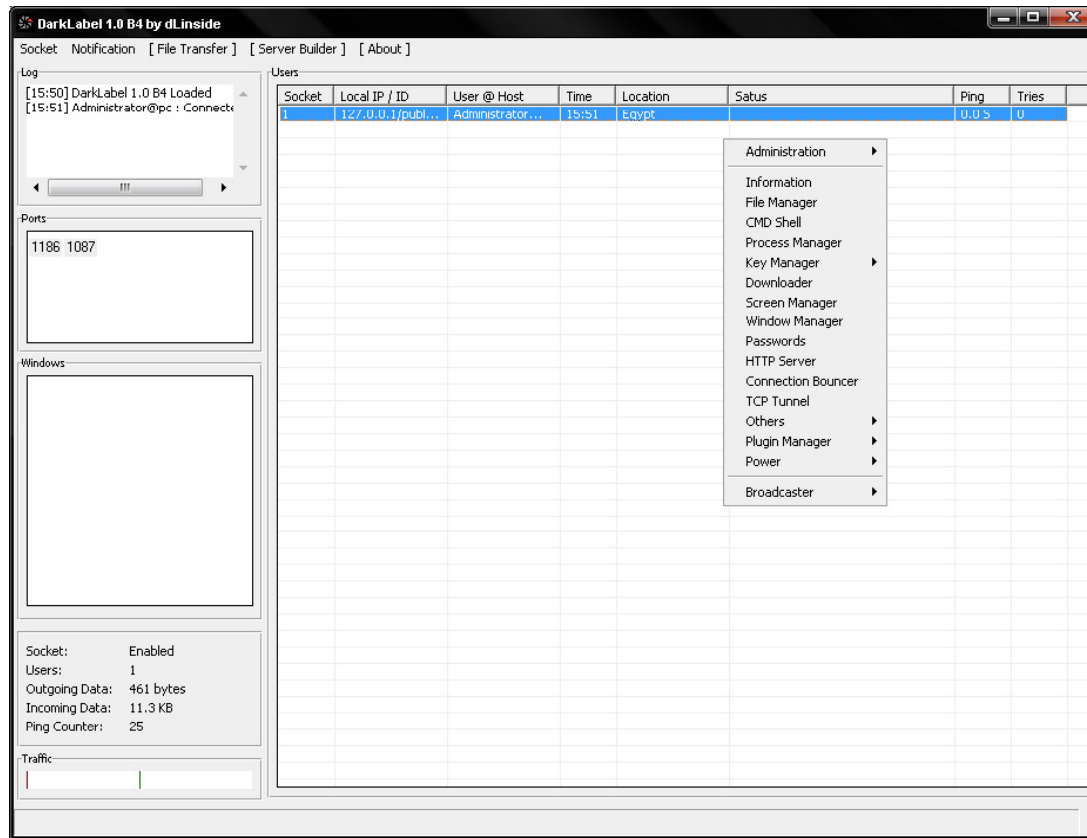 DarkLabel 1.0 B4 by dLinside
Socket Notification [ File Transfer ] [ Server Builder ] [ About ]
Log
[15:50] DarkLabel 1.0 B4 Loaded
[15:51] Administrator@pc : Connecte
Ports
1186 1087
Windows
Socket: Enabled
Users: 1
Outgoing Data: 461 bytes
Incoming Data: 11.3 KB
Ping Counter: 25
Traffic
Users
Socket Local IP / ID User @ Host Time Location Satus Ping Tries
1 127.0.0.1/publ... Administrator... 15:51 Egypt 0.0 S 0
Administration
Information
File Manager
CMD Shell
Process Manager
Key Manager
Downloader
Screen Manager
Window Manager
Passwords
HTTP Server
Connection Bouncer
TCP Tunnel
Others
Plugin Manager
Power
Broadcaster